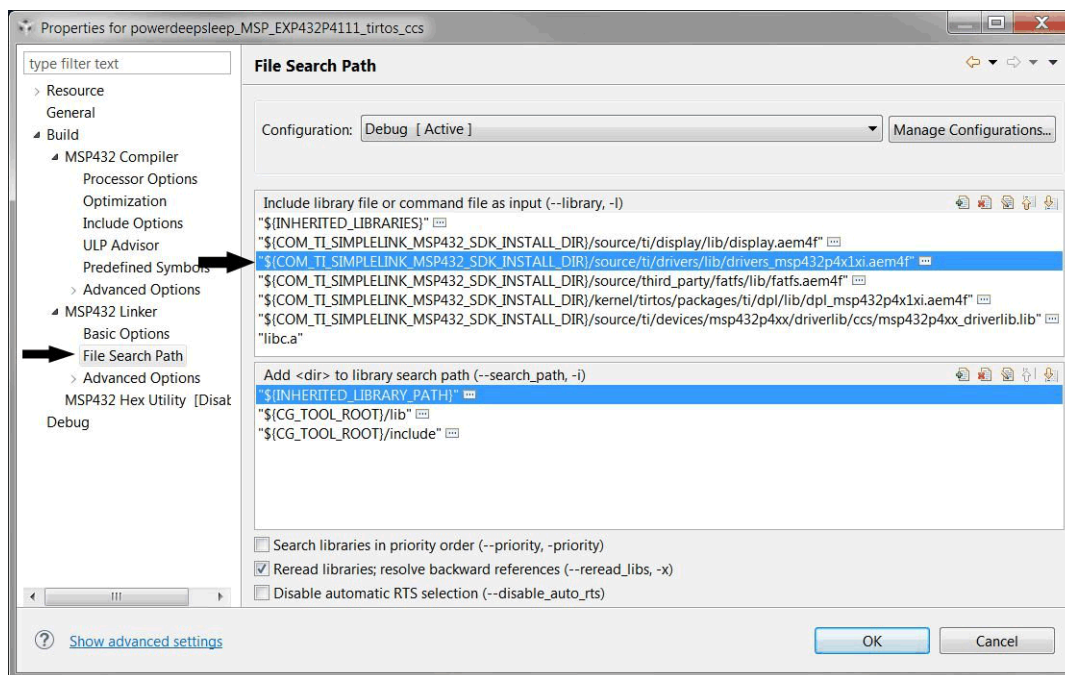 Properties for powerdeepsleep_MSP_EXP432P4111_tirtos_ccs
type filter text
Resource
General
Build
MSP432 Compiler
Processor Options
Optimization
Include Options
ULP Advisor
Predefined Symbols
Advanced Options
MSP432 Linker
Basic Options
File Search Path
Advanced Options
MSP432 Hex Utility [Disat
Debug
File Search Path
Configuration: Debug [ Active ]
Manage Configurations...
Include library file or command file as input (--library, -l)
"${INHERITED_LIBRARIES}"
"${COM_TI_SIMPLELINK_MSP432_SDK_INSTALL_DIR}/source/ti/display/lib/display.aem4f"
"${COM_TI_SIMPLELINK_MSP432_SDK_INSTALL_DIR}/source/ti/drivers/lib/drivers_msp432p4x1xi.aem4f"
"${COM_TI_SIMPLELINK_MSP432_SDK_INSTALL_DIR}/source/third_party/fatfs/lib/fatfs.aem4f"
"${COM_TI_SIMPLELINK_MSP432_SDK_INSTALL_DIR}/kernel/tirtos/packages/ti/dpl/lib/dpl_msp432p4x1xi.aem4f"
"${COM_TI_SIMPLELINK_MSP432_SDK_INSTALL_DIR}/source/ti/devices/msp432p4xx/driverlib/ccs/msp432p4xx_driverlib.lib"
"libc.a"
Add <dir> to library search path (--search_path, -i)
"${INHERITED_LIBRARY_PATH}"
"${CG_TOOL_ROOT}/lib"
"${CG_TOOL_ROOT}/include"
Search libraries in priority order (--priority, -priority)
Reread libraries; resolve backward references (--reread_libs, -x)
Disable automatic RTS selection (--disable_auto_rts)
Show advanced settings
OK
Cancel